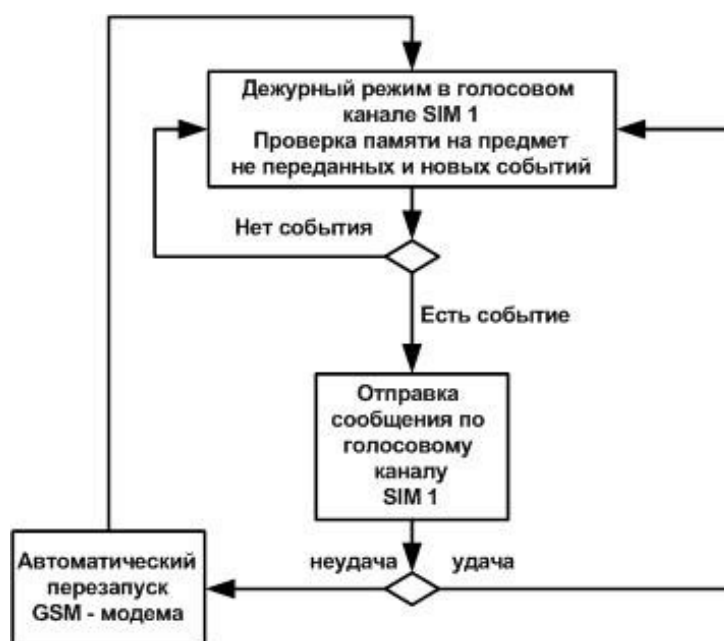 Дежурный режим в голосовом
канале SIM 1
Проверка памяти на предмет
не переданных и новых событий
Нет события
Есть событие
Отправка
сообщения по
голосовому
каналу
SIM 1
неудача
удача
Автоматический
перезапуск
GSM - модема